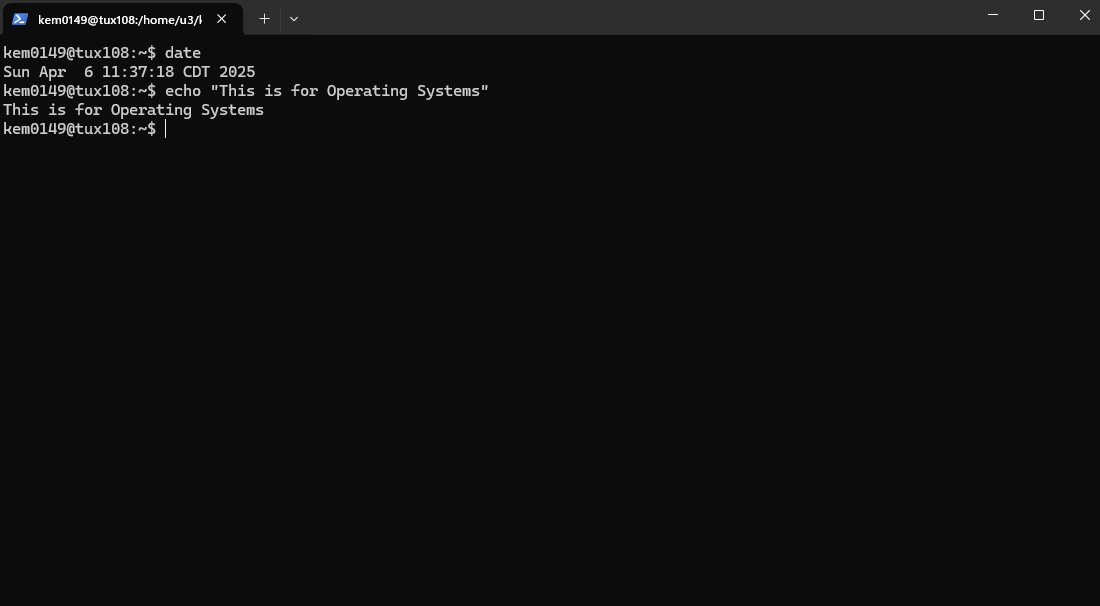 kem0149@tux108:/home/u3/k
kem0149@tux108:~$ date
Sun Apr  6 11:37:18 CDT 2025
kem0149@tux108:~$ echo "This is for Operating Systems"
This is for Operating Systems
kem0149@tux108:~$